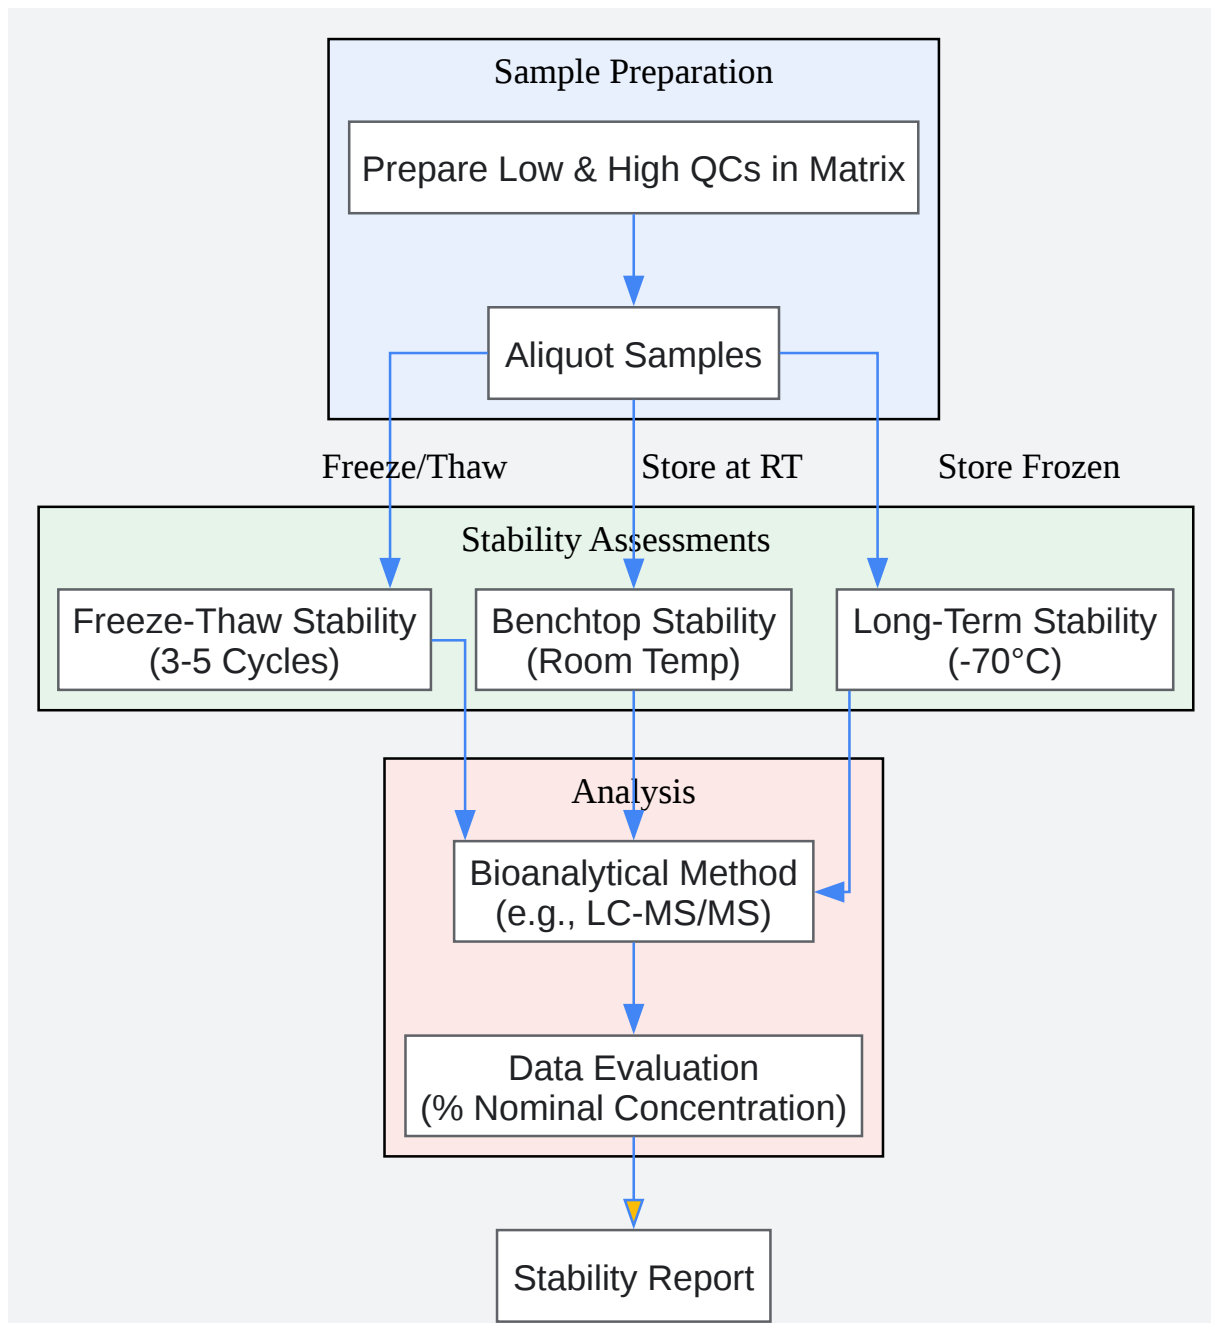 Sample Preparation
Prepare Low & High QCs in Matrix
Aliquot Samples
Freeze/Thaw
Store at RT
Store Frozen
Stability Assessments
Freeze-Thaw Stability
(3-5 Cycles)
Benchtop Stability
(Room Temp)
Long-Term Stability
(-70°C)
Analysis
Bioanalytical Method
(e.g., LC-MS/MS)
Data Evaluation
(% Nominal Concentration)
Stability Report